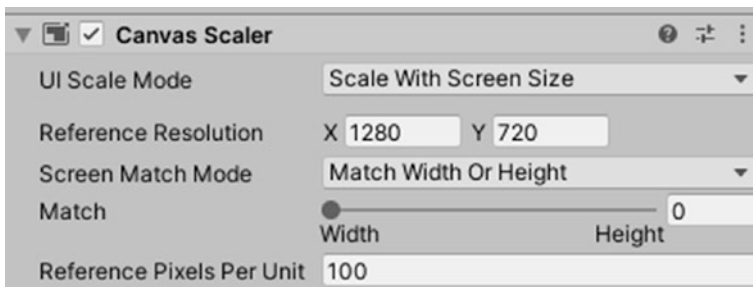 Canvas Scaler
UI Scale Mode Scale With Screen Size
Reference Resolution X 1280 Y 720
Screen Match Mode Match Width Or Height
Match 0
Width Height
Reference Pixels Per Unit 100